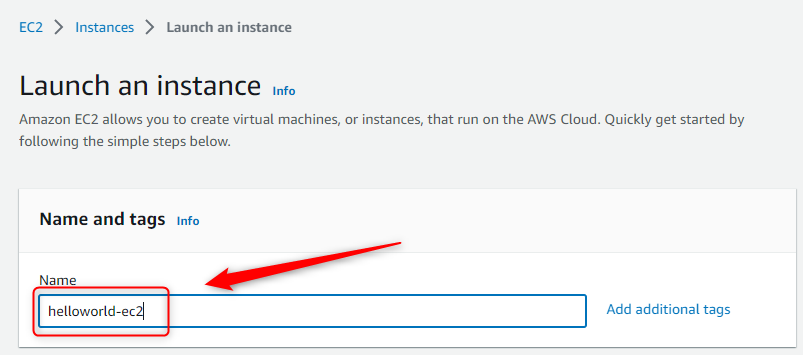 EC2 > Instances > Launch an instance
Launch an instance Info
Amazon EC2 allows you to create virtual machines, or instances, that run on the AWS Cloud. Quickly get started by
following the simple steps below.
Name and tags Info
Name
helloworld-ec2
Add additional tags